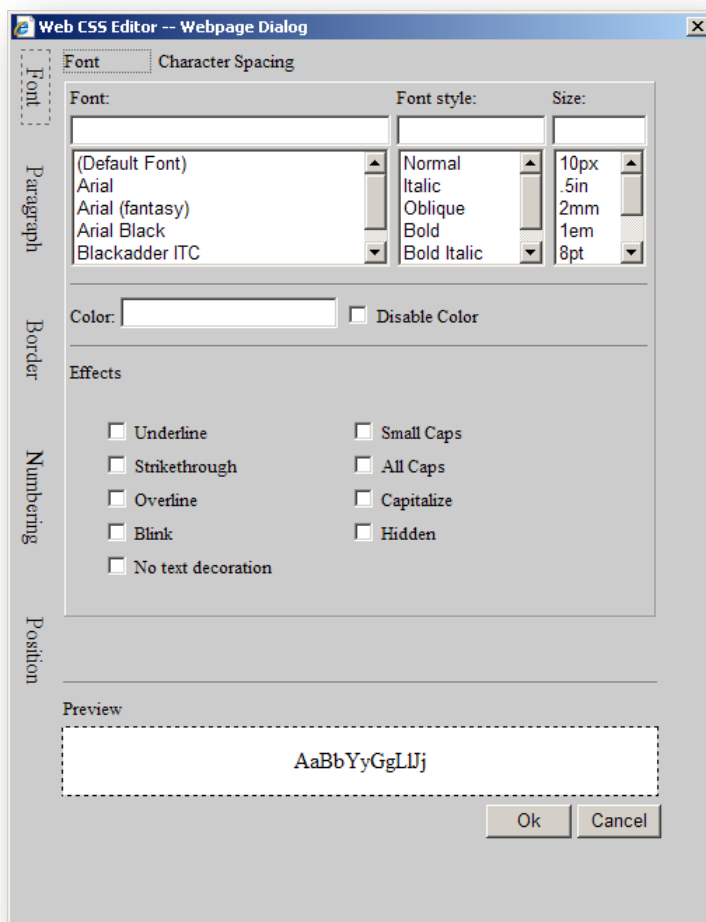 Web CSS Editor -- Webpage Dialog
Font
Paragraph
Border
Numbering
Position
Font Character Spacing
Font: Font style: Size:
(Default Font) Normal 10px
Arial Italic .5in
Arial (fantasy) Oblique 2mm
Arial Black Bold 1em
Blackadder ITC Bold Italic 8pt
Color: Disable Color
Effects
Underline Small Caps
Strikethrough All Caps
Overline Capitalize
Blink Hidden
No text decoration
Preview
AaBbYyGgLlJj
Ok Cancel